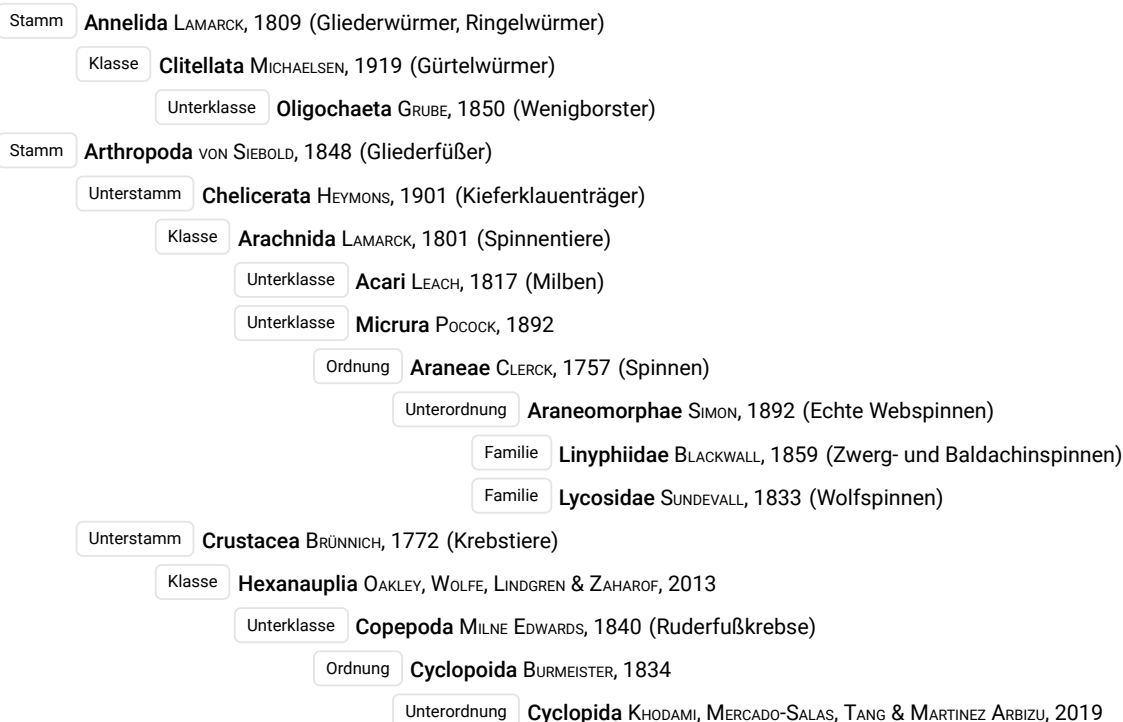 Stamm Annelida Lamarck, 1809 (Gliederwürmer, Ringelwürmer)
Klasse Clitellata Michaelsen, 1919 (Gürtelwürmer)
Unterklasse Oligochaeta Grube, 1850 (Wenigborster)
Stamm Arthropoda von Siebold, 1848 (Gliederfüßer)
Unterstamm Chelicerata Heymons, 1901 (Kieferklauenträger)
Klasse Arachnida Lamarck, 1801 (Spinnentiere)
Unterklasse Acari Leach, 1817 (Milben)
Unterklasse Micrura Pocock, 1892
Ordnung Araneae Clerck, 1757 (Spinnen)
Unterordnung Araneomorphae Simon, 1892 (Echte Webspinnen)
Familie Linyphiidae Blackwall, 1859 (Zwerg- und Baldachinspinnen)
Familie Lycosidae Sundevall, 1833 (Wolfspinnen)
Unterstamm Crustacea Brünnich, 1772 (Krebstiere)
Klasse Hexanauplia Oakley, Wolfe, Lindgren & Zaharof, 2013
Unterklasse Copepoda Milne Edwards, 1840 (Ruderfußkrebse)
Ordnung Cyclopoida Burmeister, 1834
Unterordnung Cyclopida Khodami, Mercado-Salas, Tang & Martinez Arbizu, 2019